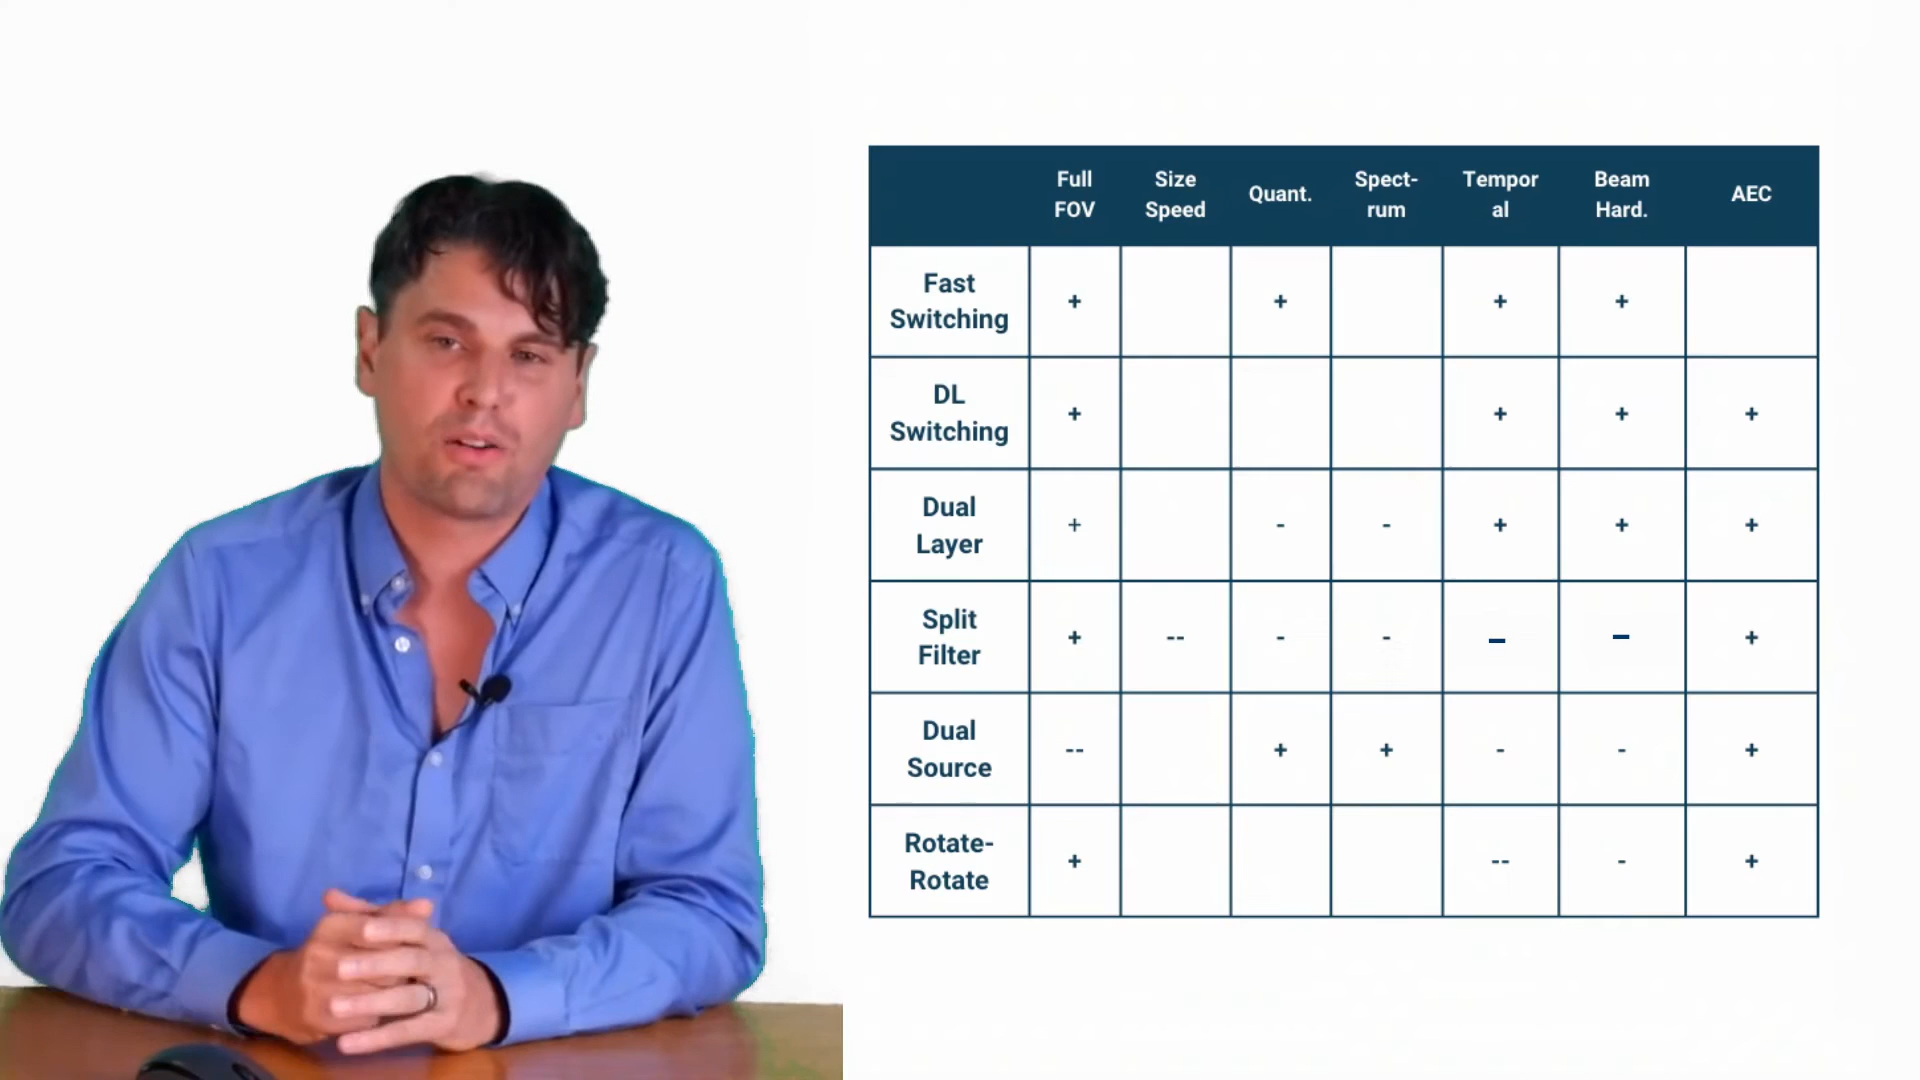 Full FOV | Size Speed | Quant. | Spect-rum | Tempor al | Beam Hard. | AEC
Fast Switching | + | | + | | + | + |
DL Switching | + | | | | + | + | +
Dual Layer | + | | - | - | + | + | +
Split Filter | + | -- | - | - | – | – | +
Dual Source | -- | | + | + | - | - | +
Rotate-Rotate | + | | | | -- | - | +